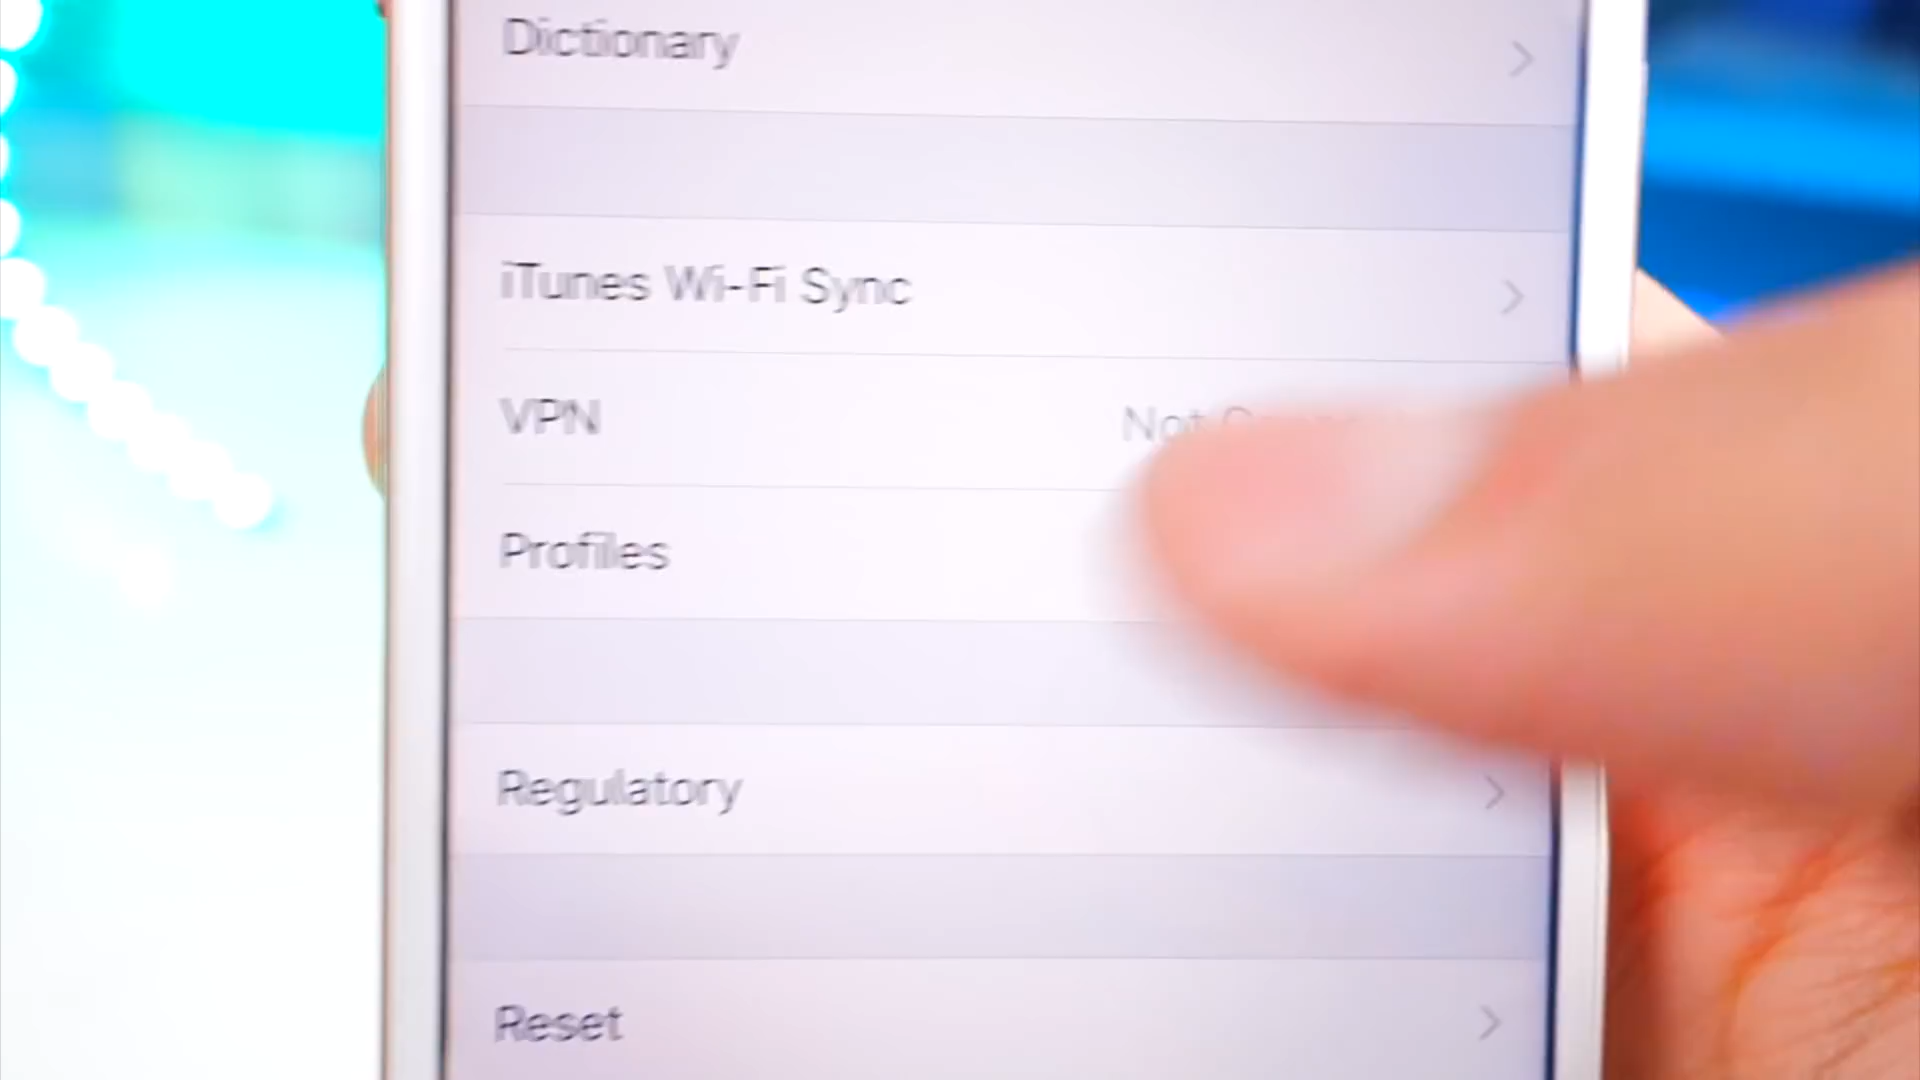 Dictionary
iTunes Wi-Fi Sync
VPN
Not
Profiles
Regulatory
Reset